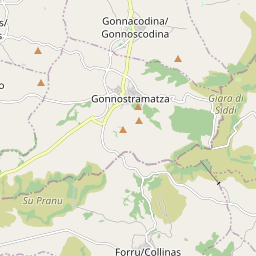 Gonnacodina/
Gonnoscodina
s/
s
o
Gonnostramatza
Giara di
Siddi
Su Pranu
Forru/Collinas